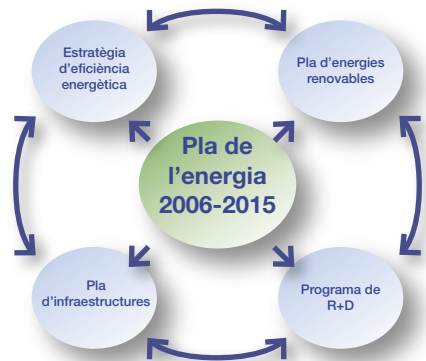 Estratègia
d'eficiència
energètica
Pla d'energies
renovables
Pla de
l'energia
2006-2015
Pla
d'infraestructures
Programa de
R+D